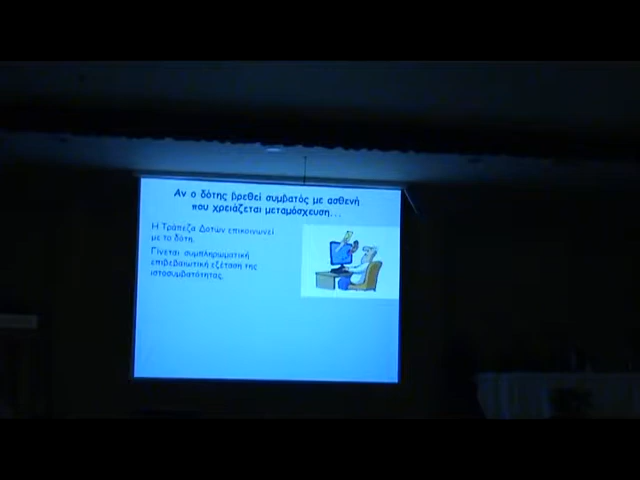 Αν ο δότης βρεθεί συμβατός με ασθενή
που χρειάζεται μεταμόσχευση...
Η Τράπεζα Δοτών επικοινωνεί
με το δότη.
Γίνεται συμπληρωματική
επιβεβαιωτική εξέταση της
ιστοσυμβατότητας.